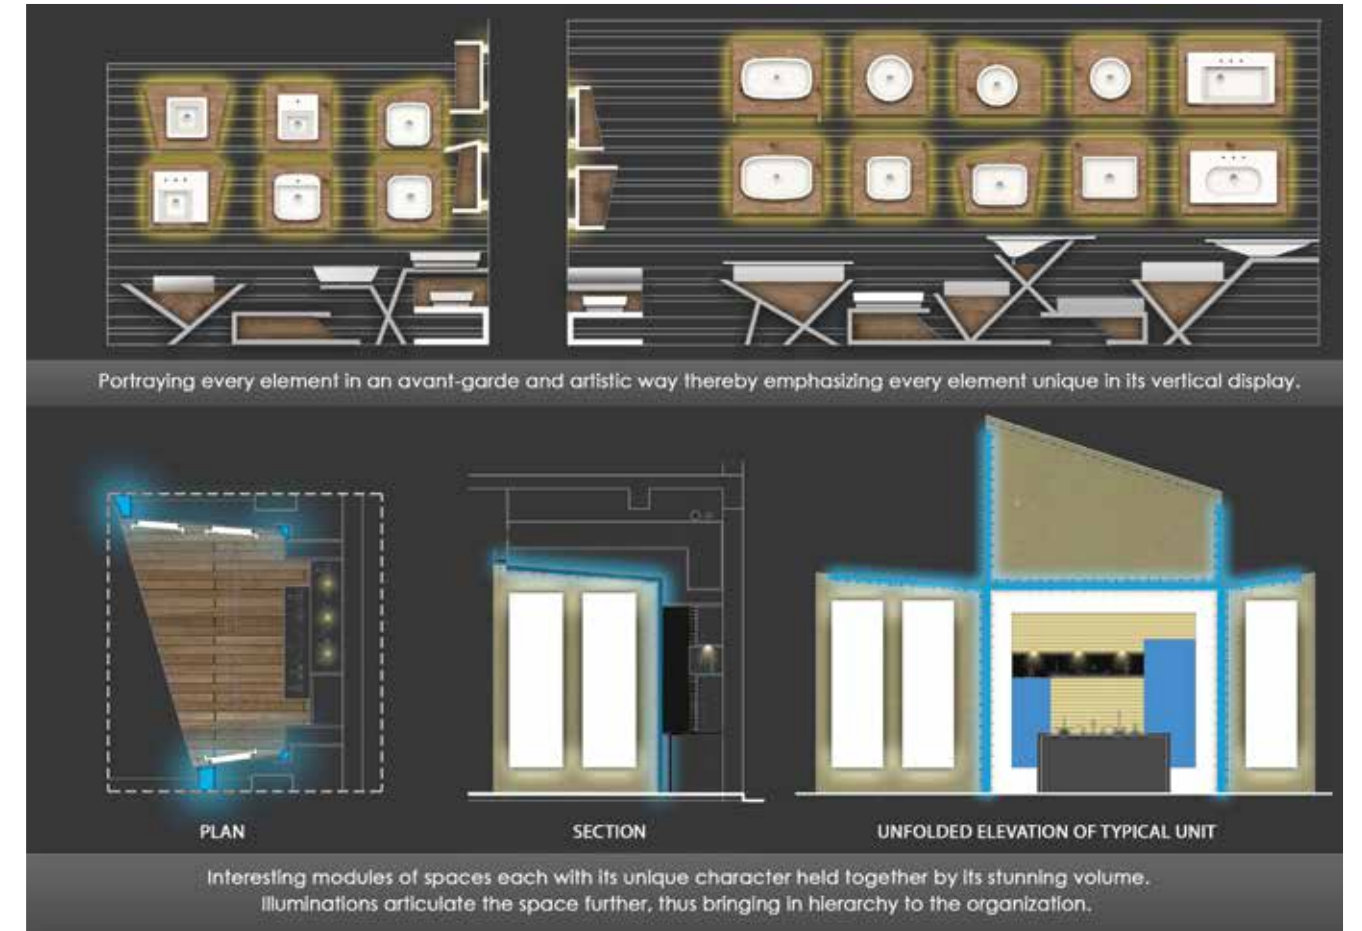 Portraying every element in an avant-garde and artistic way thereby emphasizing every element unique in its vertical display.
PLAN
SECTION
UNFOLDED ELEVATION OF TYPICAL UNIT
Interesting modules of spaces each with its unique character held together by its stunning volume.
Illuminations articulate the space further, thus bringing in hierarchy to the organization.